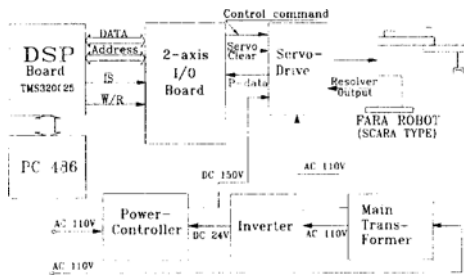 Control command
DATA
DSP
Board
TMS320C25
Address
2-axis
I/O
Board
Servo
Clear
Servo-
Drive
IS
P-data
Resolver
Output
W/R
FARA ROBOT
(SCARA TYPE)
PC 486
DC 150V
AC 110V
AC 110V
Power-
Controller
DC 24V
Inverter
AC 110V
Main
Trans-
Former
AC 110V